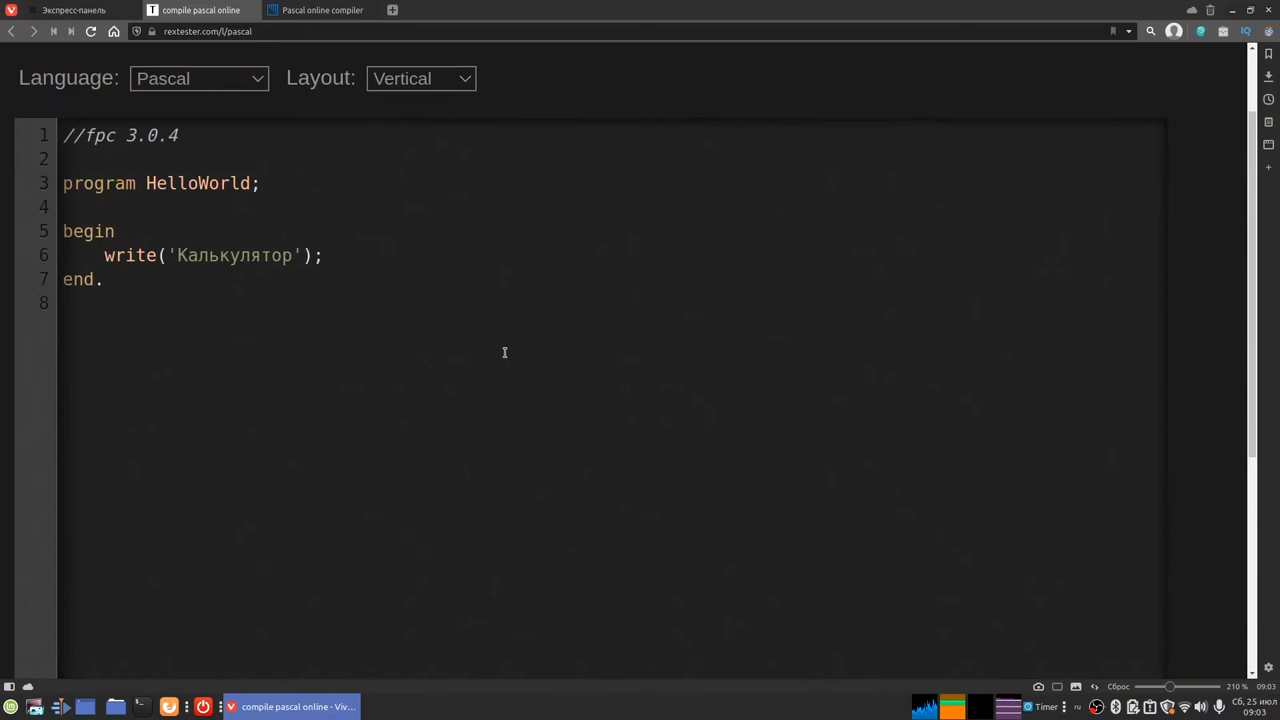 Экспресс-панель
compile pascal online
Pascal online compiler
rextester.com/l/pascal
Language: Pascal Layout: Vertical
1 //fpc 3.0.4
2
3 program HelloWorld;
4
5 begin
6 write('Калькулятор');
7 end.
8
Сброс 210 % 09:03
compile pascal online - Viv...
Timer ru
Сб, 25 июл
09:03